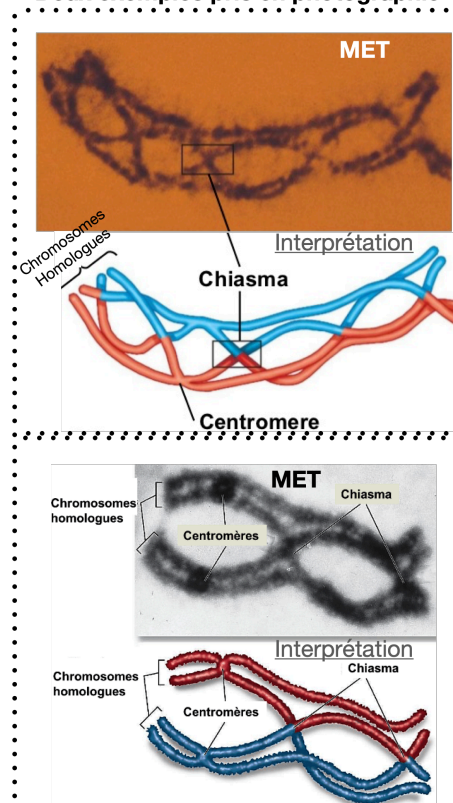 MET
Chromosomes
Homologues
Interprétation
Chiasma
Centromere
MET
Chiasma
Chromosomes
homologues
Centromères
Interprétation
Chiasma
Chromosomes
homologues
Centromères